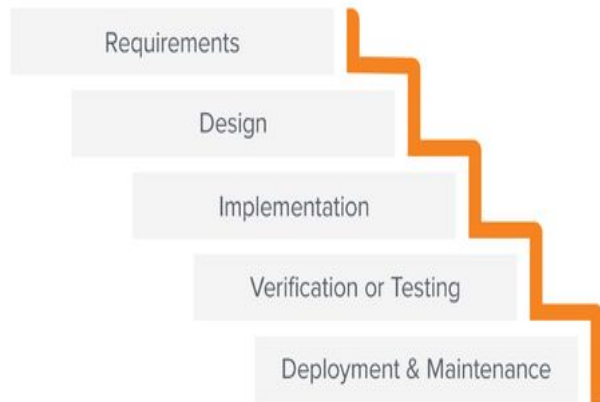 Requirements
Design
Implementation
Verification or Testing
Deployment & Maintenance